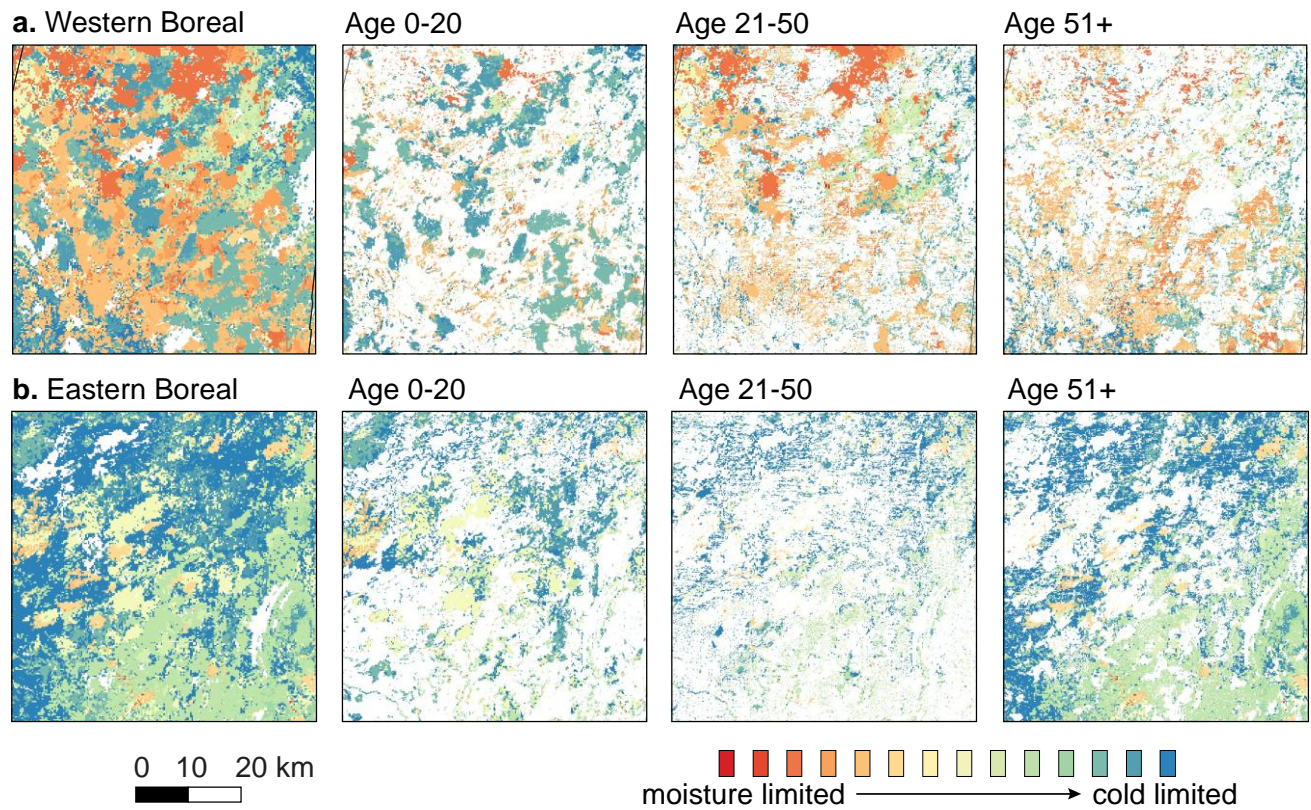 a. Western Boreal
Age 0-20
Age 21-50
Age 51+
b. Eastern Boreal
Age 0-20
Age 21-50
Age 51+
0 10 20 km
moisture limited cold limited